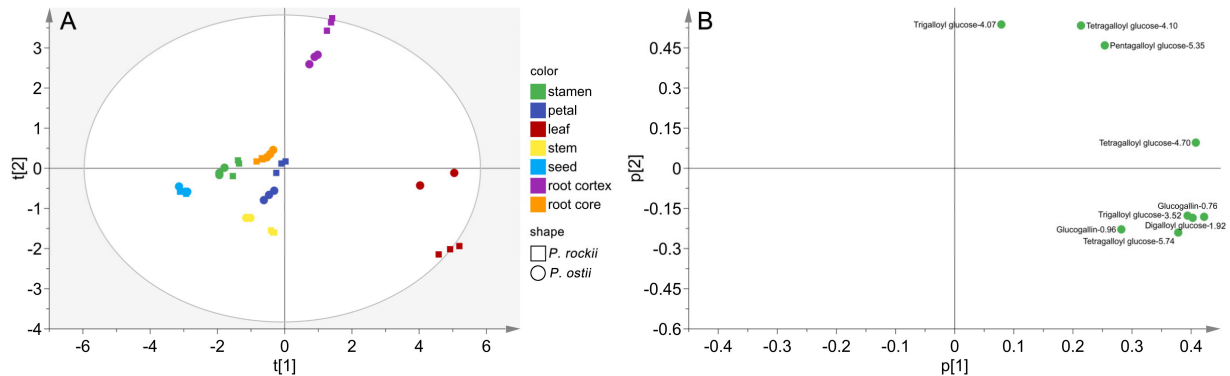 A
3
2
1
0
-1
-2
-3
-4
t[2]
-6
-4
-2
0
2
4
6
t[1]
color
stamen
petal
leaf
stem
seed
root cortex
root core
shape
P. rockii
P. ostii
B
0.45
0.3
0.15
0
-0.15
-0.3
-0.45
-0.6
p[2]
-0.4
-0.3
-0.2
-0.1
0
0.1
0.2
0.3
0.4
p[1]
Trigalloyl glucose-4.07
Tetragalloyl glucose-4.10
Pentagalloyl glucose-5.35
Tetragalloyl glucose-4.70
Glucogallin-0.76
Trigalloyl glucose-3.52
Digalloyl glucose-1.92
Glucogallin-0.96
Tetragalloyl glucose-5.74